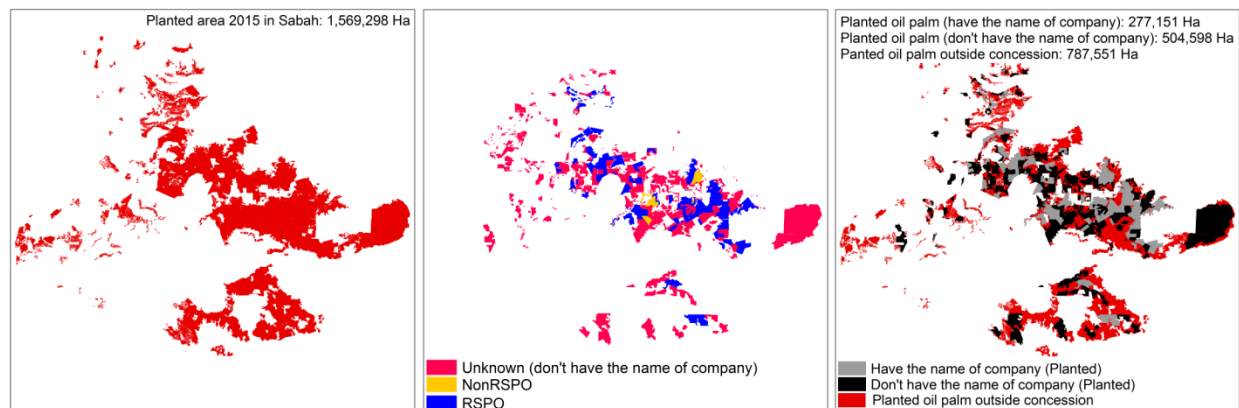 Planted area 2015 in Sabah: 1,569,298 Ha
Unknown (don't have the name of company)
NonRSPO
RSPO
Planted oil palm (have the name of company): 277,151 Ha
Planted oil palm (don't have the name of company): 504,598 Ha
Panted oil palm outside concession: 787,551 Ha
Have the name of company (Planted)
Don't have the name of company (Planted)
Planted oil palm outside concession